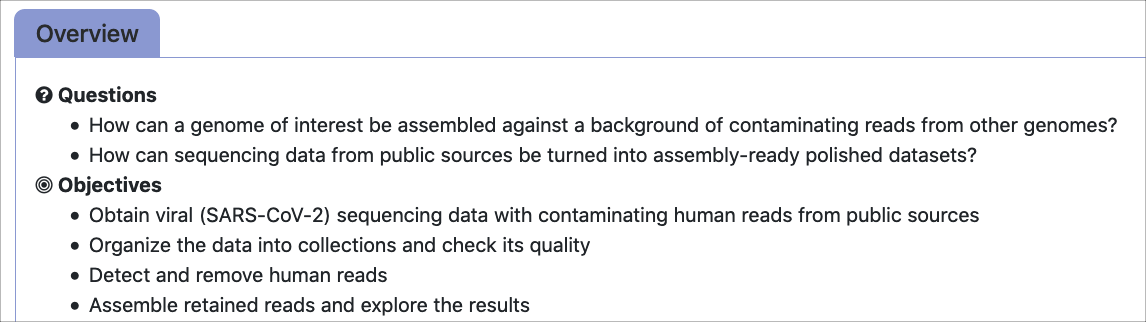 Overview
Questions
• How can a genome of interest be assembled against a background of contaminating reads from other genomes?
• How can sequencing data from public sources be turned into assembly-ready polished datasets?
Objectives
• Obtain viral (SARS-CoV-2) sequencing data with contaminating human reads from public sources
• Organize the data into collections and check its quality
• Detect and remove human reads
• Assemble retained reads and explore the results